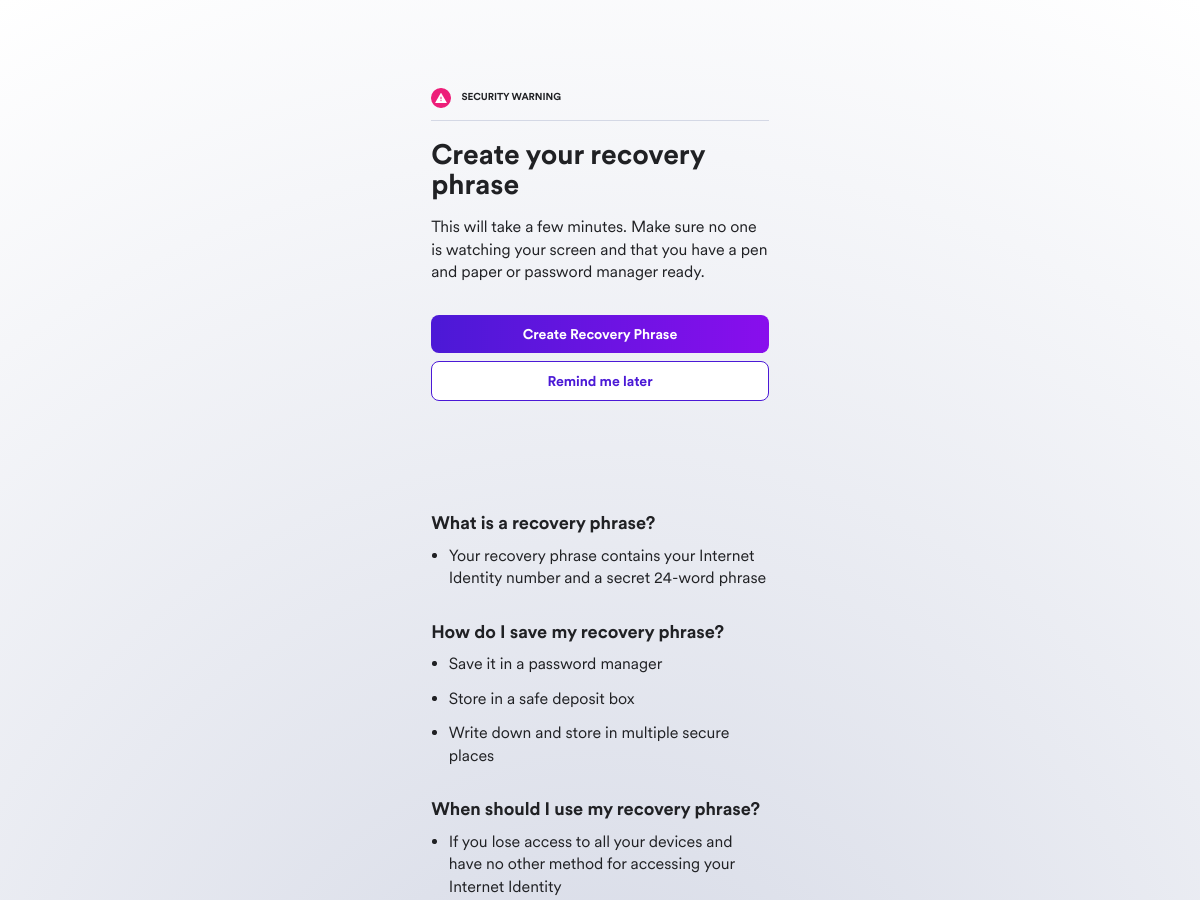 SECURITY WARNING
Create your recovery
phrase
This will take a few minutes. Make sure no one
is watching your screen and that you have a pen
and paper or password manager ready.
Create Recovery Phrase
Remind me later
What is a recovery phrase?
• Your recovery phrase contains your Internet
Identity number and a secret 24-word phrase
How do I save my recovery phrase?
• Save it in a password manager
• Store in a safe deposit box
• Write down and store in multiple secure
places
When should I use my recovery phrase?
• If you lose access to all your devices and
have no other method for accessing your
Internet Identity